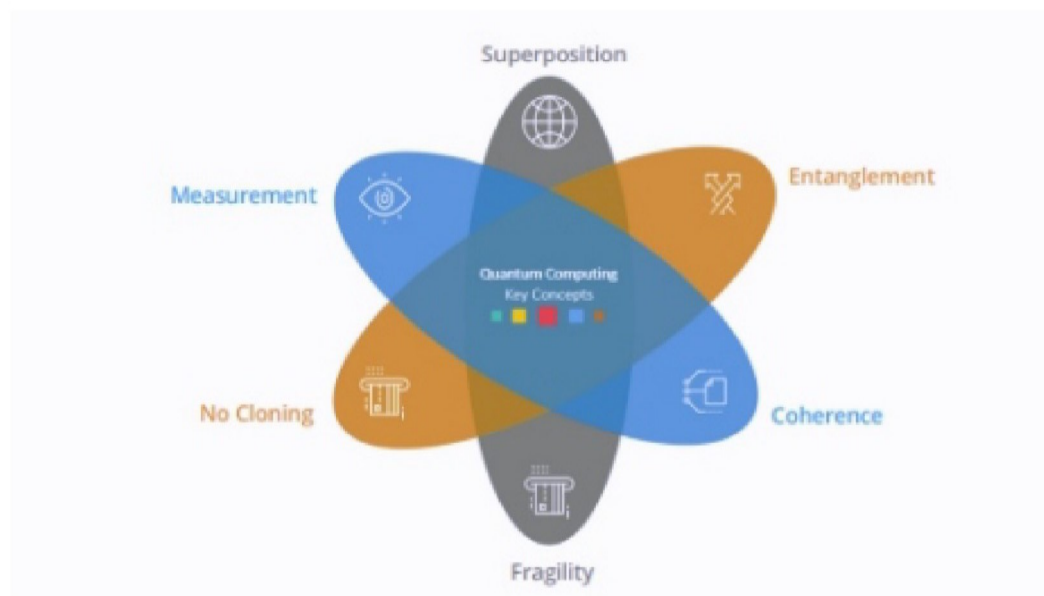 Superposition
Entanglement
Measurement
Quantum Computing
Key Concepts
No Cloning
Coherence
Fragility